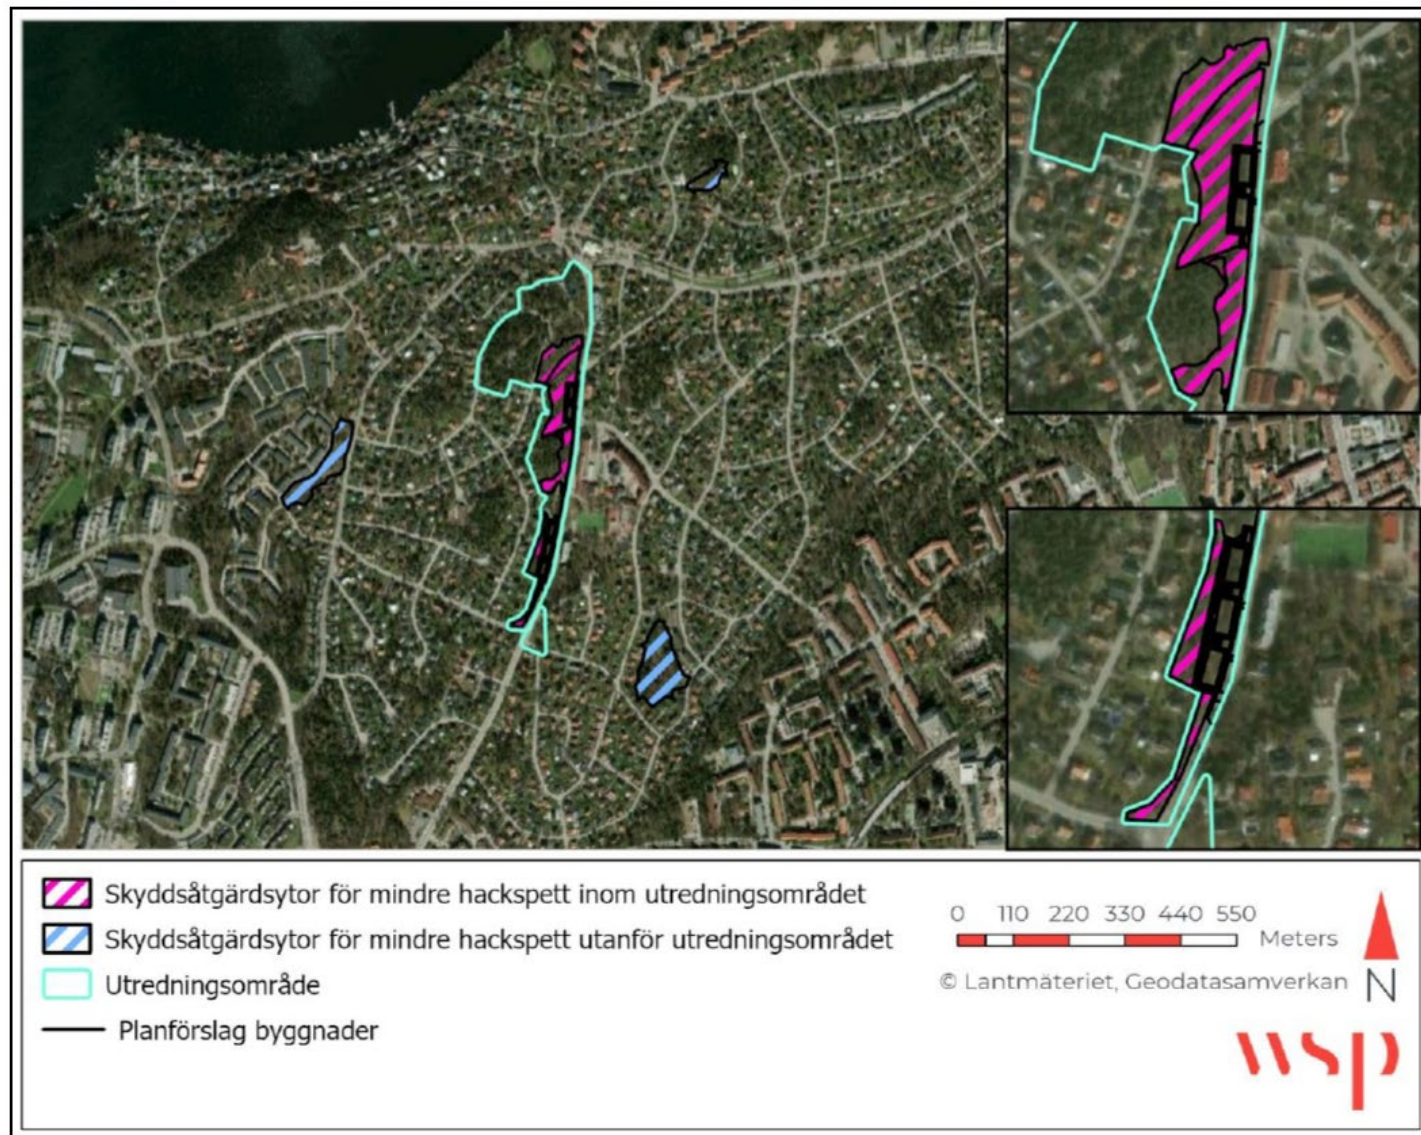 Skyddsåtgärdsytor för mindre hackspett inom utredningsområdet
Skyddsåtgärdsytor för mindre hackspett utanför utredningsområdet
Utredningsområde
Planförslag byggnader
0 110 220 330 440 550
Meters
© Lantmäteriet, Geodatasamverkan
N
wsp